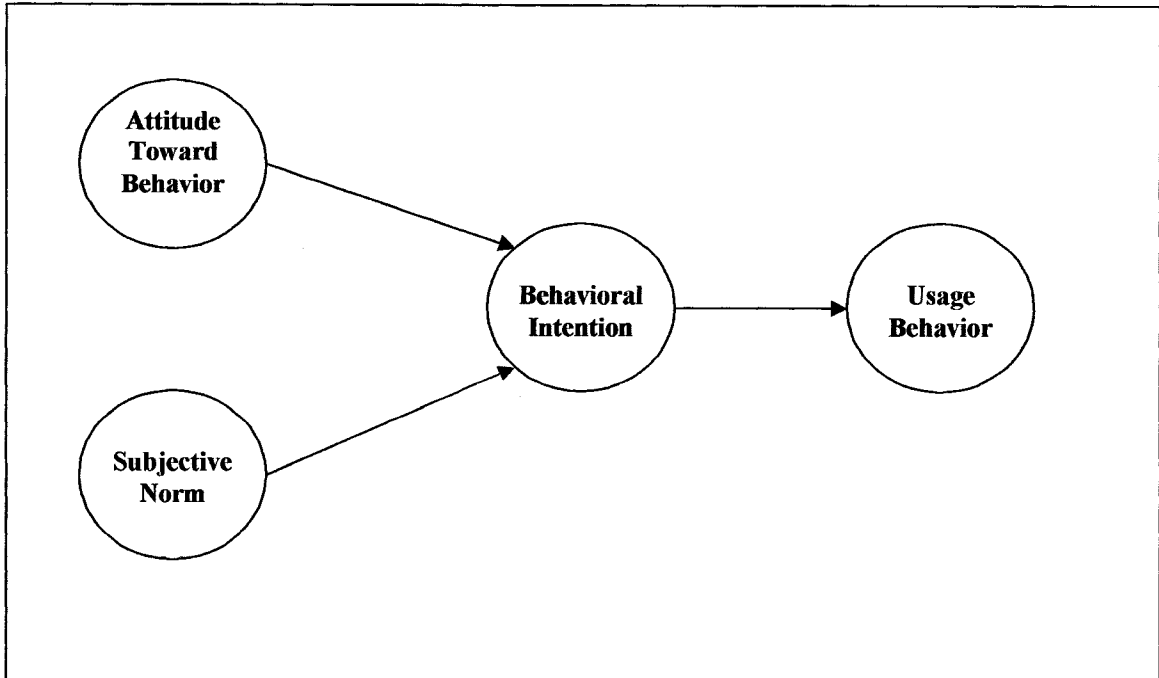 Attitude
Toward
Behavior
Behavioral
Intention
Usage
Behavior
Subjective
Norm